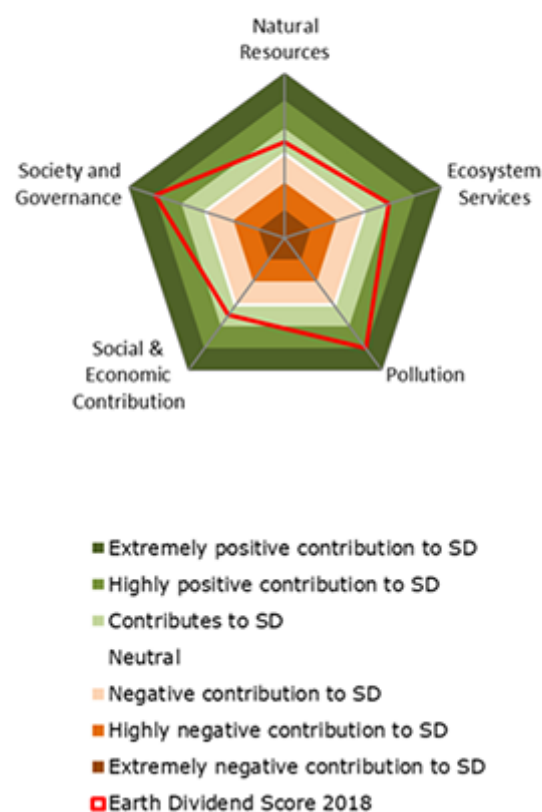 Natural
Resources
Society and
Governance
Ecosystem
Services
Social &
Economic
Contribution
Pollution
Extremely positive contribution to SD
Highly positive contribution to SD
Contributes to SD
Neutral
Negative contribution to SD
Highly negative contribution to SD
Extremely negative contribution to SD
Earth Dividend Score 2018